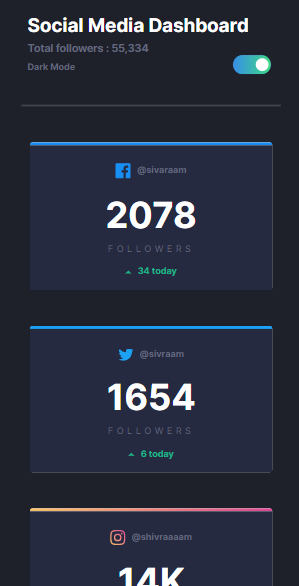 Social Media Dashboard
Total followers : 55,334
Dark Mode
@sivaraam
2078
FOLLOWERS
34 today
@sivraam
1654
FOLLOWERS
6 today
@shivraaaam
14K